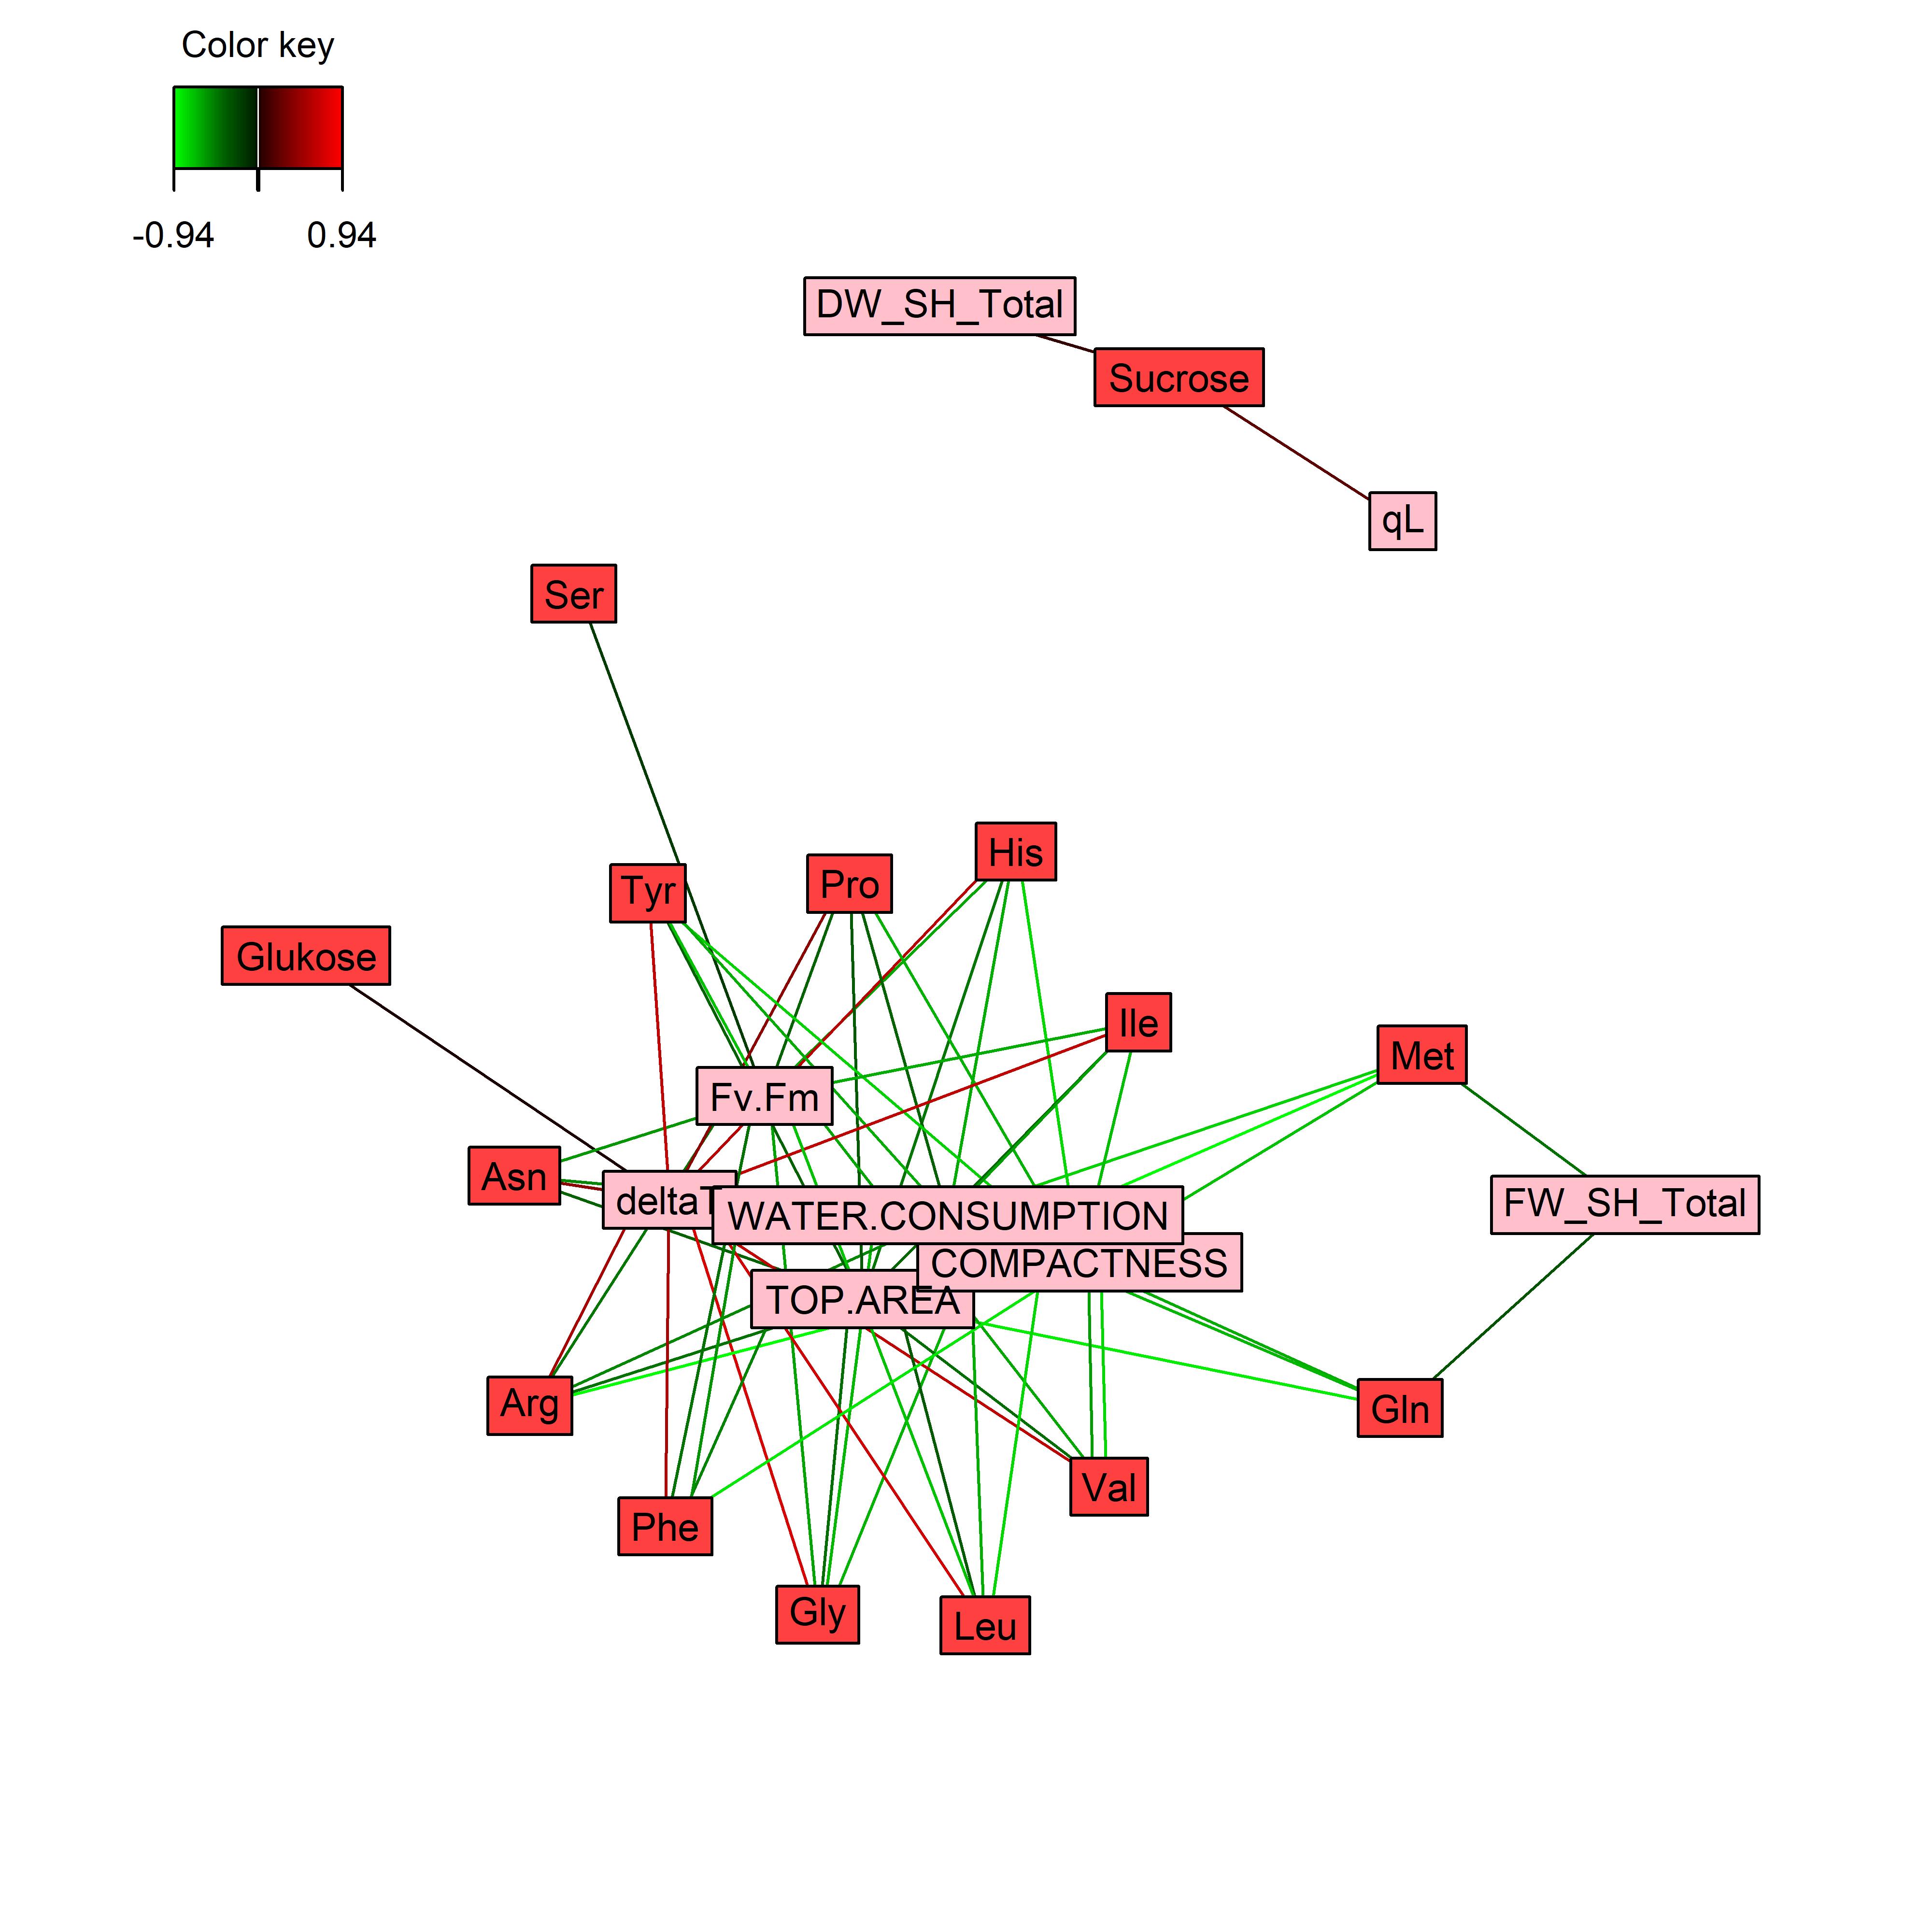 Color key
-0.94 0.94
DW_SH_Total
Sucrose
qL
Ser
His
Pro
Tyr
Glukose
Ile
Met
Fv.Fm
Asn
deltaT
WATER.CONSUMPTION
FW_SH_Total
COMPACTNESS
TOP.AREA
Arg
Gln
Val
Phe
Gly
Leu